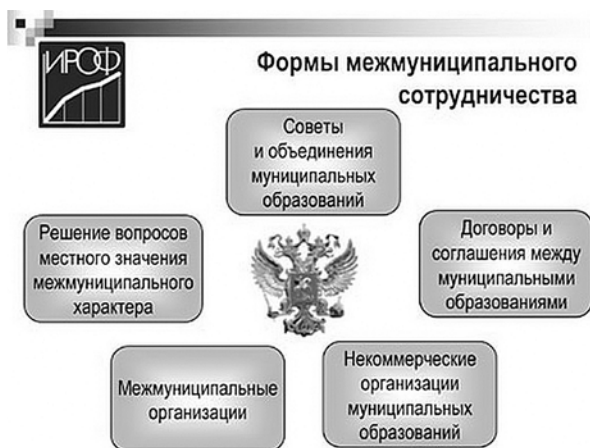 ИРОФ
Формы межмуниципального
сотрудничества
Советы
и объединения
муниципальных
образований
Решение вопросов
местного значения
межмуниципального
характера
Договоры и
соглашения между
муниципальными
образованиями
Межмуниципальные
организации
Некоммерческие
организации
муниципальных
образований